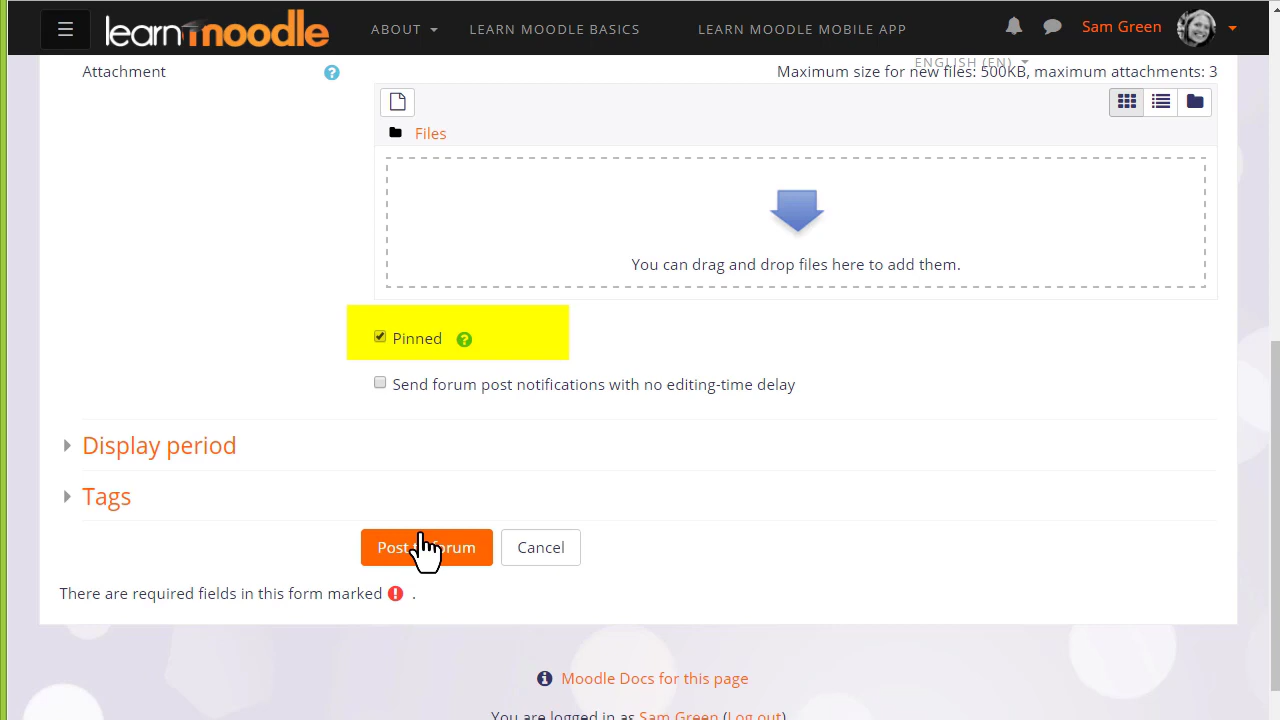 learn moodle
ABOUT LEARN MOODLE BASICS LEARN MOODLE MOBILE APP Sam Green
ENGLISH (EN)
Attachment ? Maximum size for new files: 500KB, maximum attachments: 3
Files
You can drag and drop files here to add them.
Pinned ?
Send forum post notifications with no editing-time delay
Display period
Tags
Post to forum Cancel
There are required fields in this form marked ! .
Moodle Docs for this page
You are logged in as Sam Green (Log out)